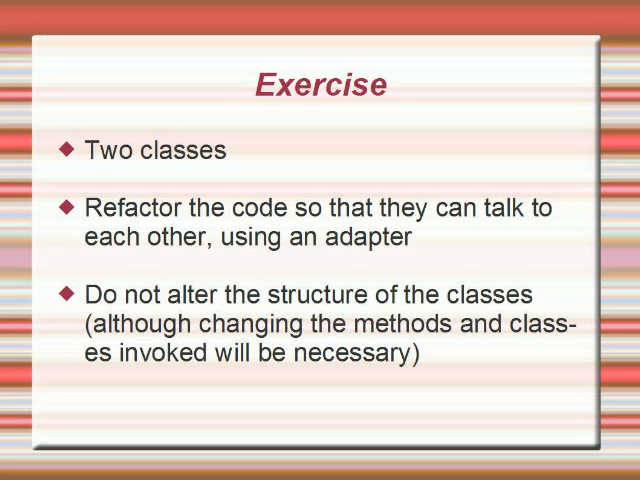 Exercise
Two classes
Refactor the code so that they can talk to
each other, using an adapter
Do not alter the structure of the classes
(although changing the methods and class-
es invoked will be necessary)